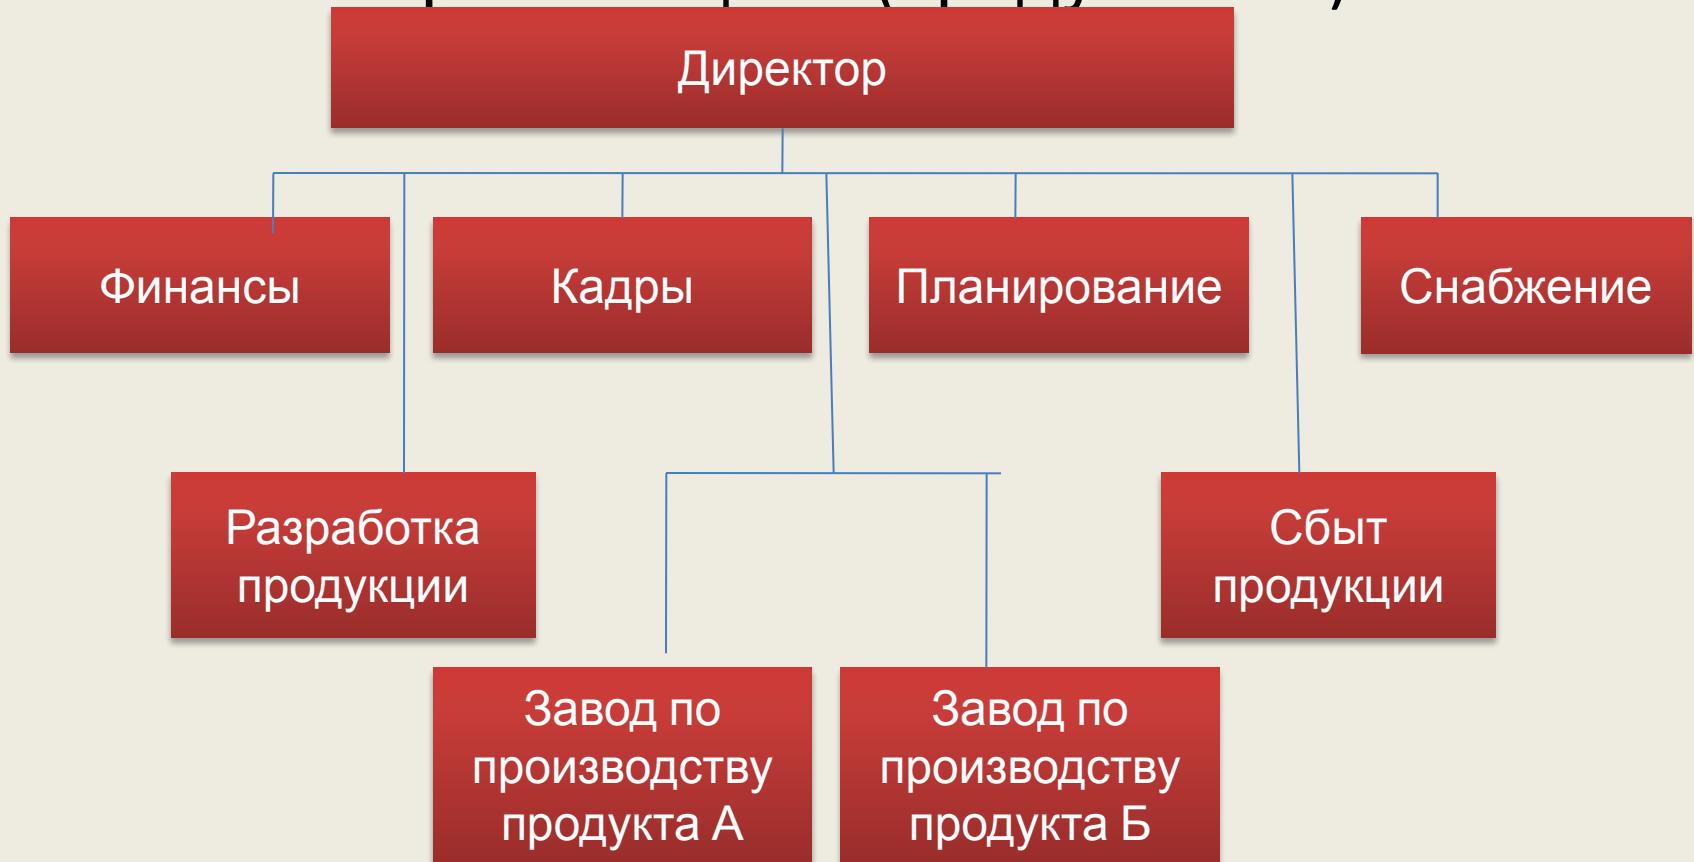 Директор
Финансы
Кадры
Планирование
Снабжение
Разработка
продукции
Сбыт
продукции
Завод по
производству
продукта А
Завод по
производству
продукта Б